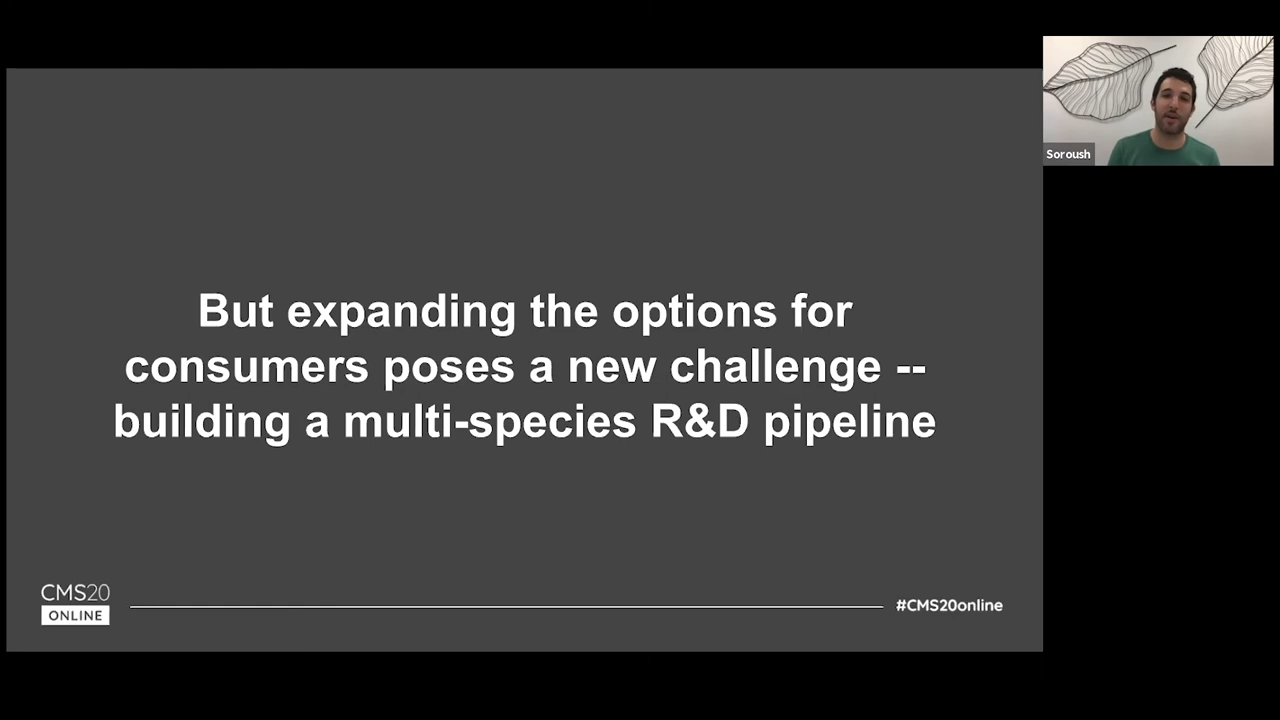 But expanding the options for
consumers poses a new challenge --
building a multi-species R&D pipeline
CMS20
ONLINE
#CMS20online
Soroush